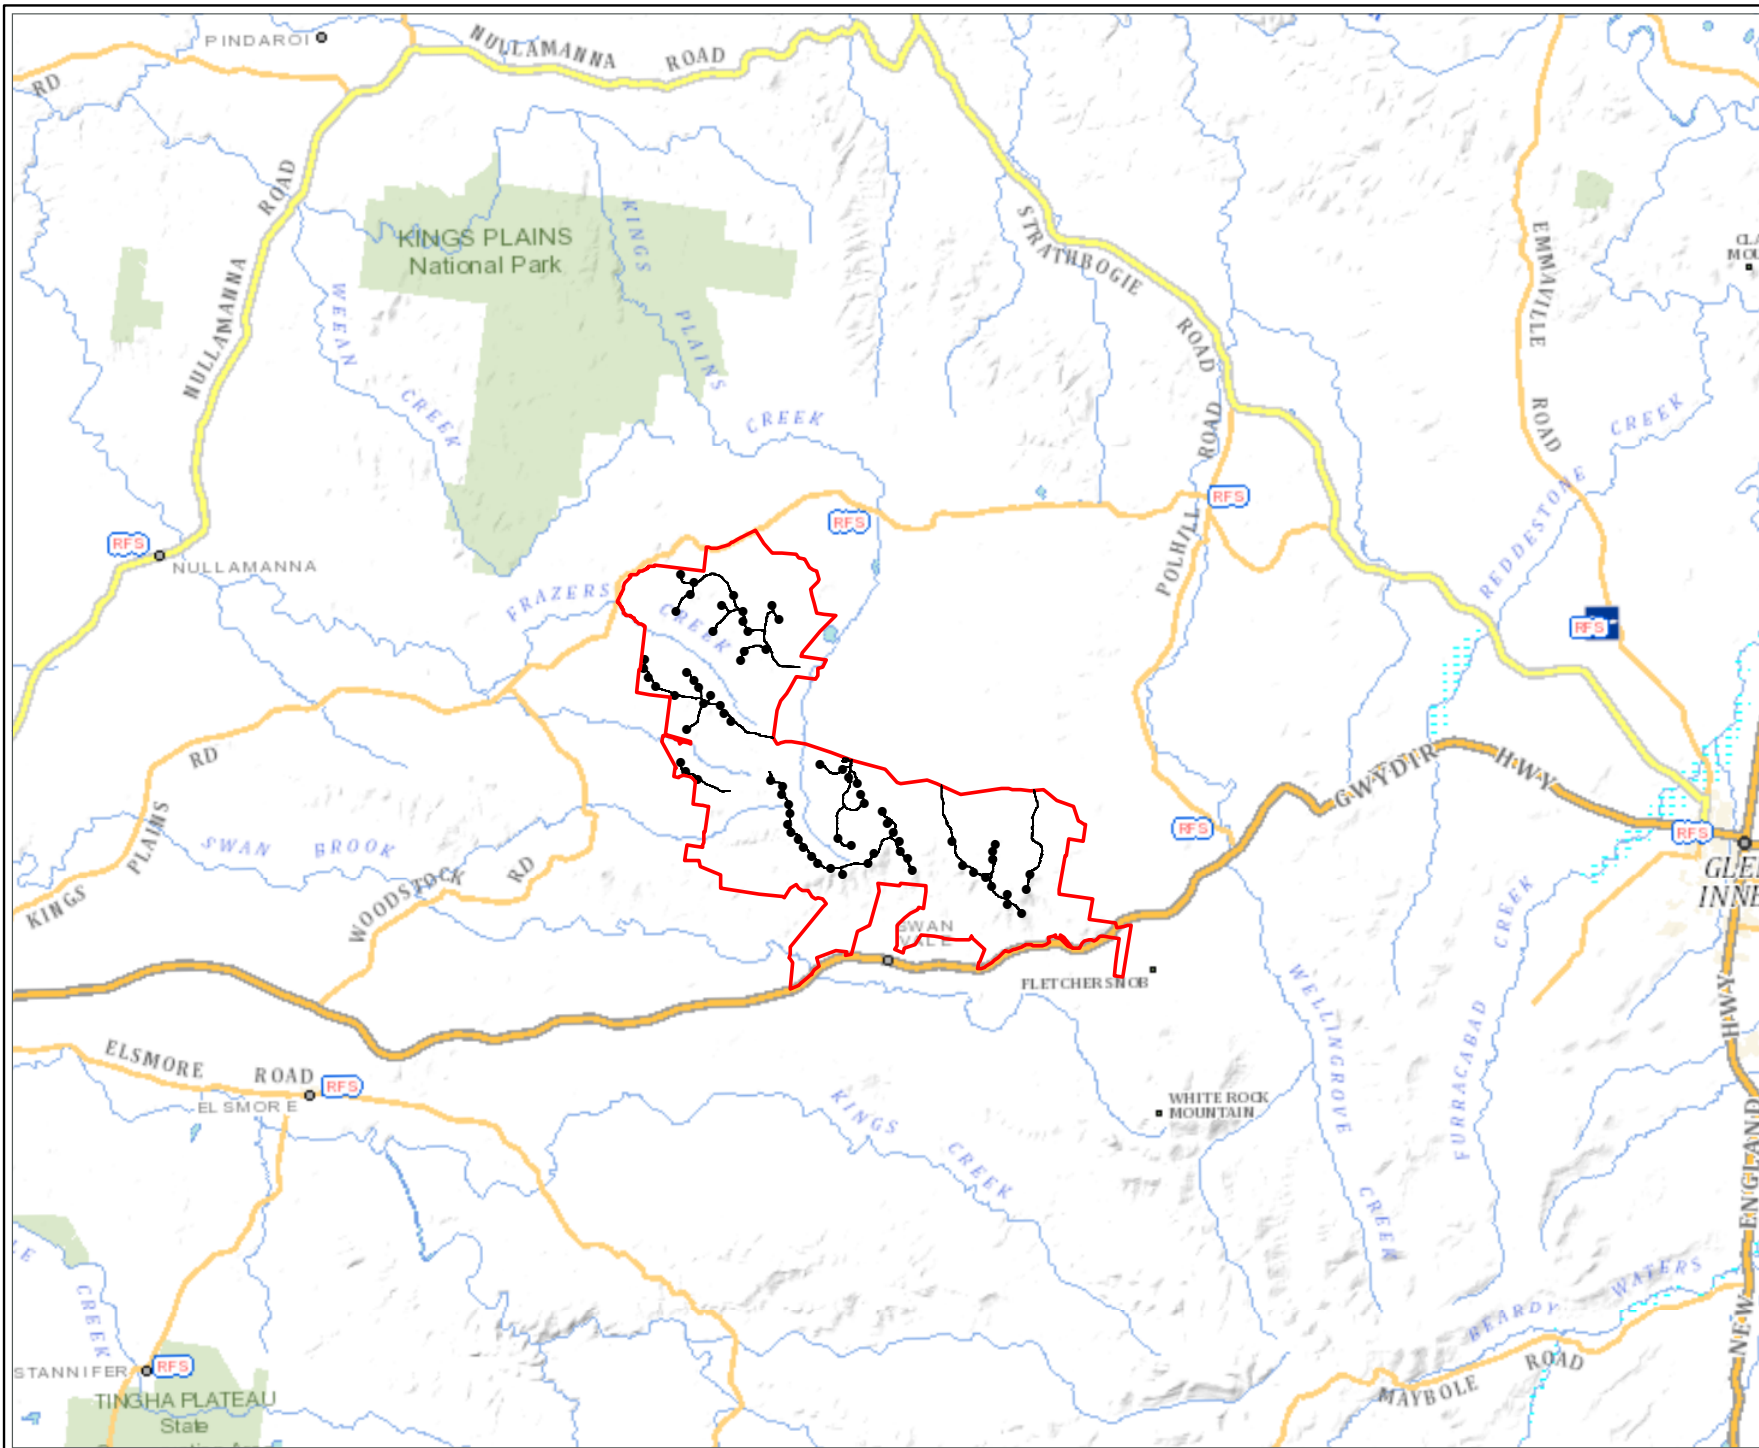 PINDAROI
NULLAMANNA ROAD
RD
ROAD
NULLAMANNA
KINGS PLAINS
National Park
KINGS
PLAINS
CREEK
WEEAN
CREEK
STRATHBOGIE
ROAD
EMMAVILLE
ROAD
CREEK
REDDESTONE
POLHILL ROAD
RFS
RFS
RFS
NULLAMANNA
FRAZERS
CREEK
RFS
RD
PLAINS
KINGS
SWAN BROOK
WOODSTOCK RD
GWYDIR HWY
RFS
RFS
SWAN
VALE
FLETCHERS NOB
CREEK
FURRACABAD
WELLINGROVE
CREEK
HWY
NEW ENGLAND
ELSMORE ROAD
RFS
ELSMORE
KINGS
CREEK
WHITE ROCK
MOUNTAIN
CREEK
STANNIFER
RFS
TINGHA PLATEAU
State
BEARDY WATERS
MAYBOLE ROAD